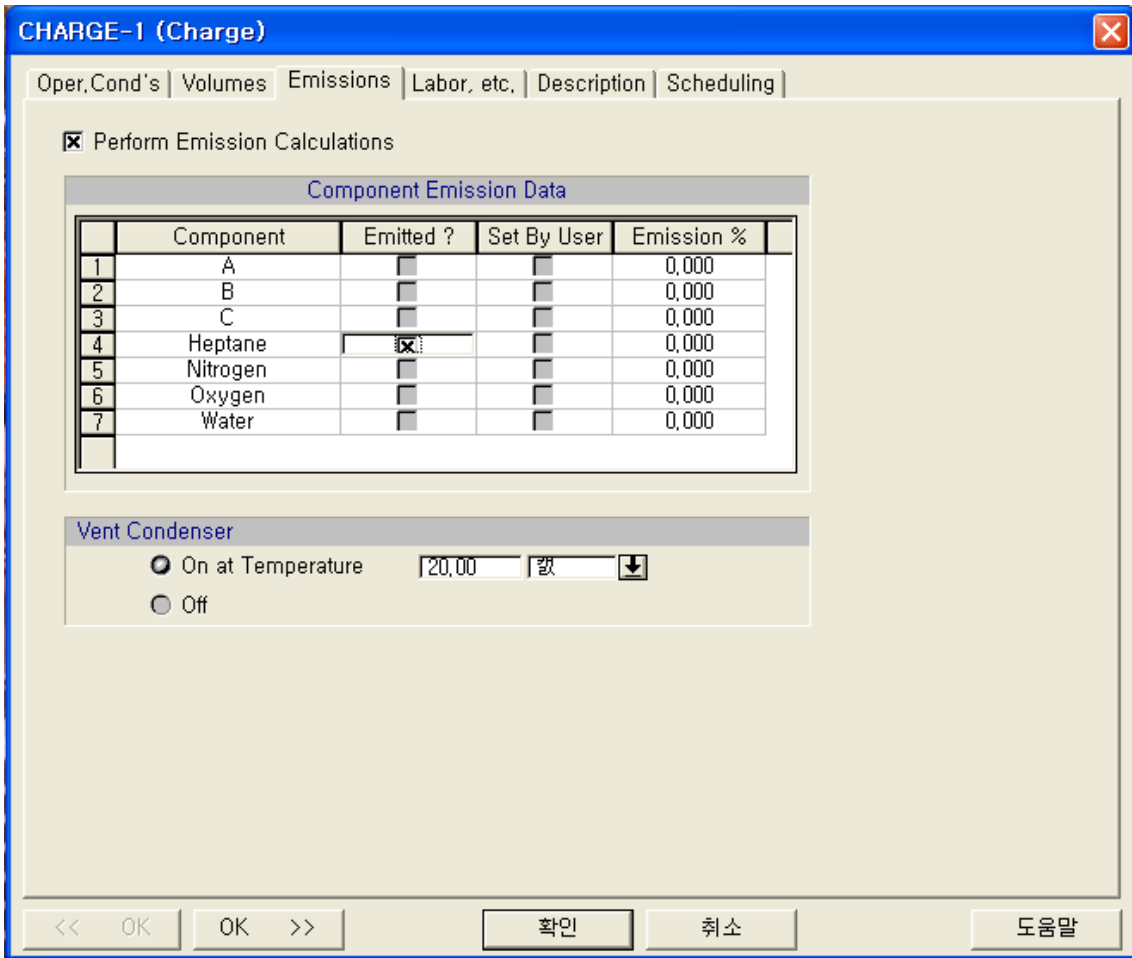 CHARGE-1 (Charge)
Oper,Cond's Volumes Emissions Labor, etc, Description Scheduling
Perform Emission Calculations
Component Emission Data
Component Emitted ? Set By User Emission %
1 A 0,000
2 B 0,000
3 C 0,000
4 Heptane 0,000
5 Nitrogen 0,000
6 Oxygen 0,000
7 Water 0,000
Vent Condenser
On at Temperature 20,00
Off
<< OK OK >> 확인 취소 도움말